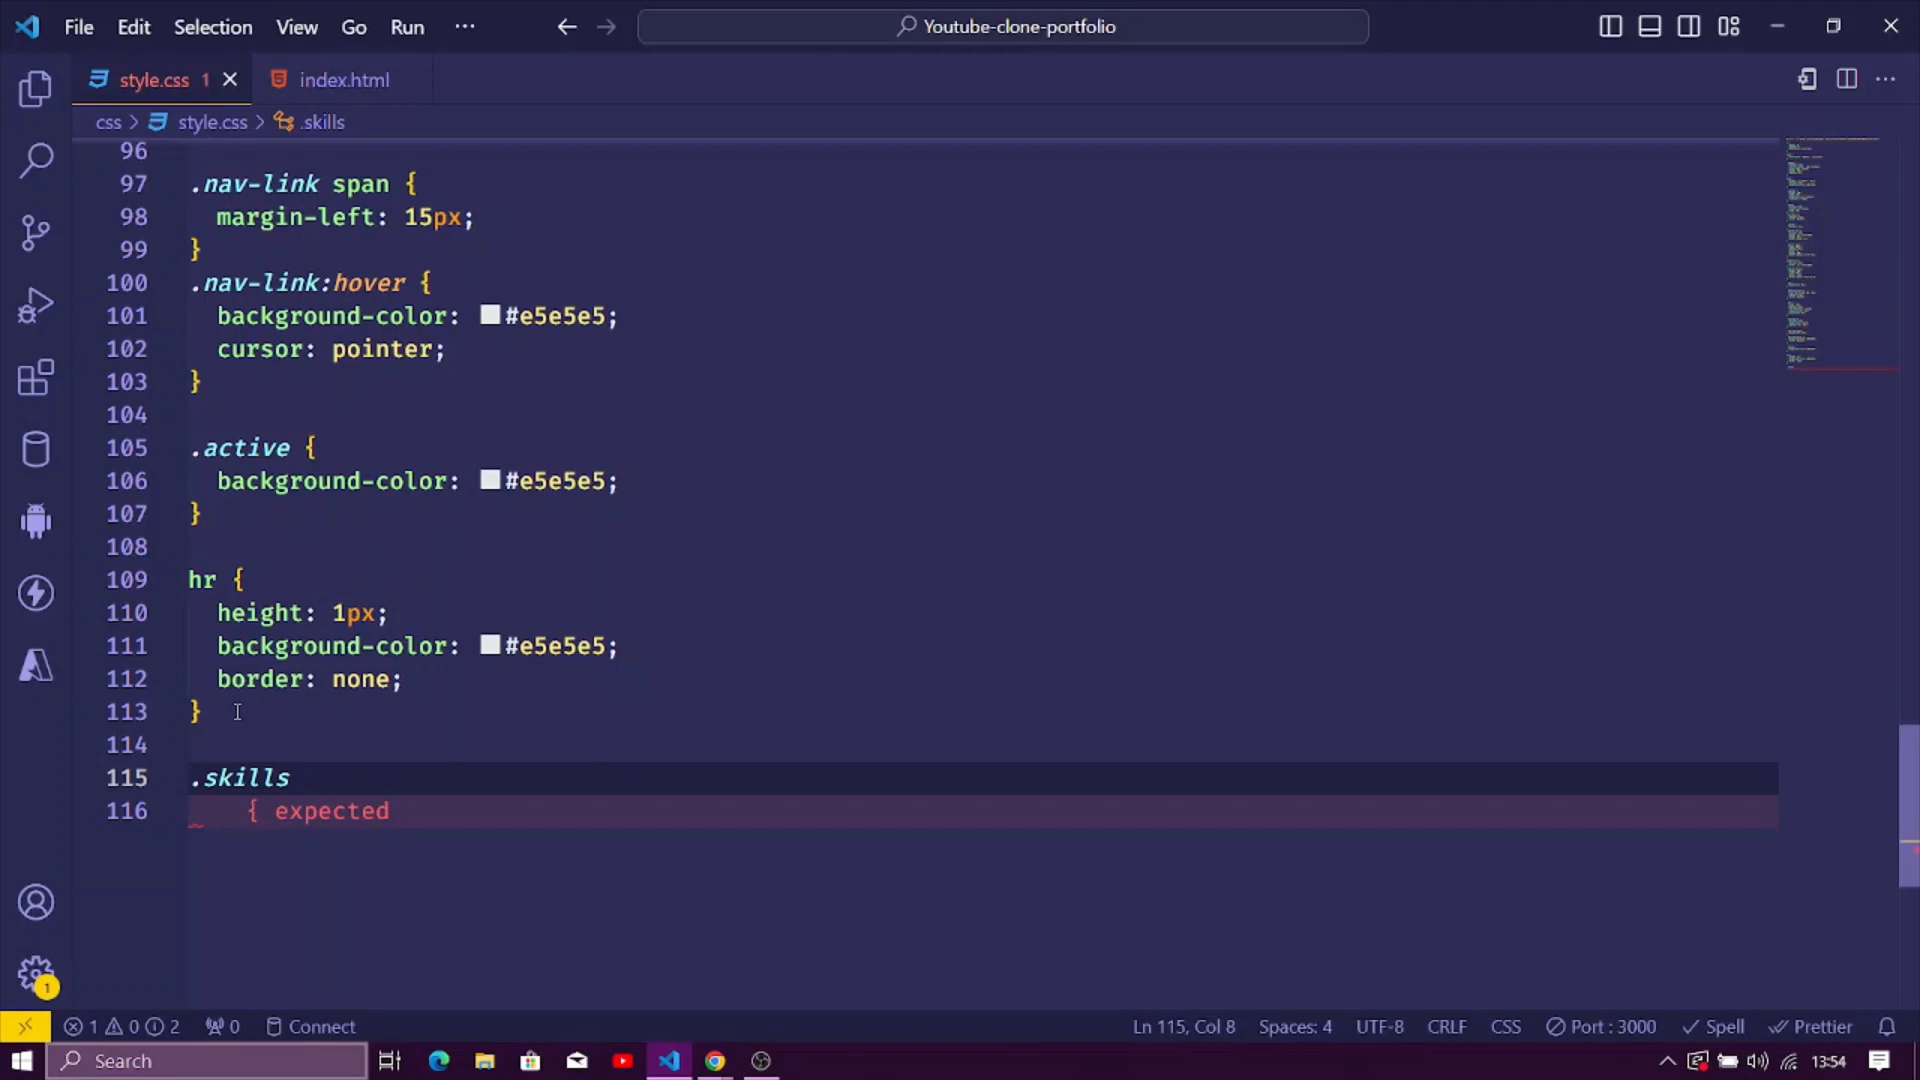 File Edit Selection View Go Run ···
Youtube-clone-portfolio
style.css 1
index.html
css > style.css > .skills
96
97 .nav-link span {
98 margin-left: 15px;
99 }
100 .nav-link:hover {
101 background-color: #e5e5e5;
102 cursor: pointer;
103 }
104
105 .active {
106 background-color: #e5e5e5;
107 }
108
109 hr {
110 height: 1px;
111 background-color: #e5e5e5;
112 border: none;
113 }
114
115 .skills
116 { expected
1
1 0 2 0 Connect Ln 115, Col 8 Spaces: 4 UTF-8 CRLF CSS Port : 3000 Spell Prettier
Search 13:54